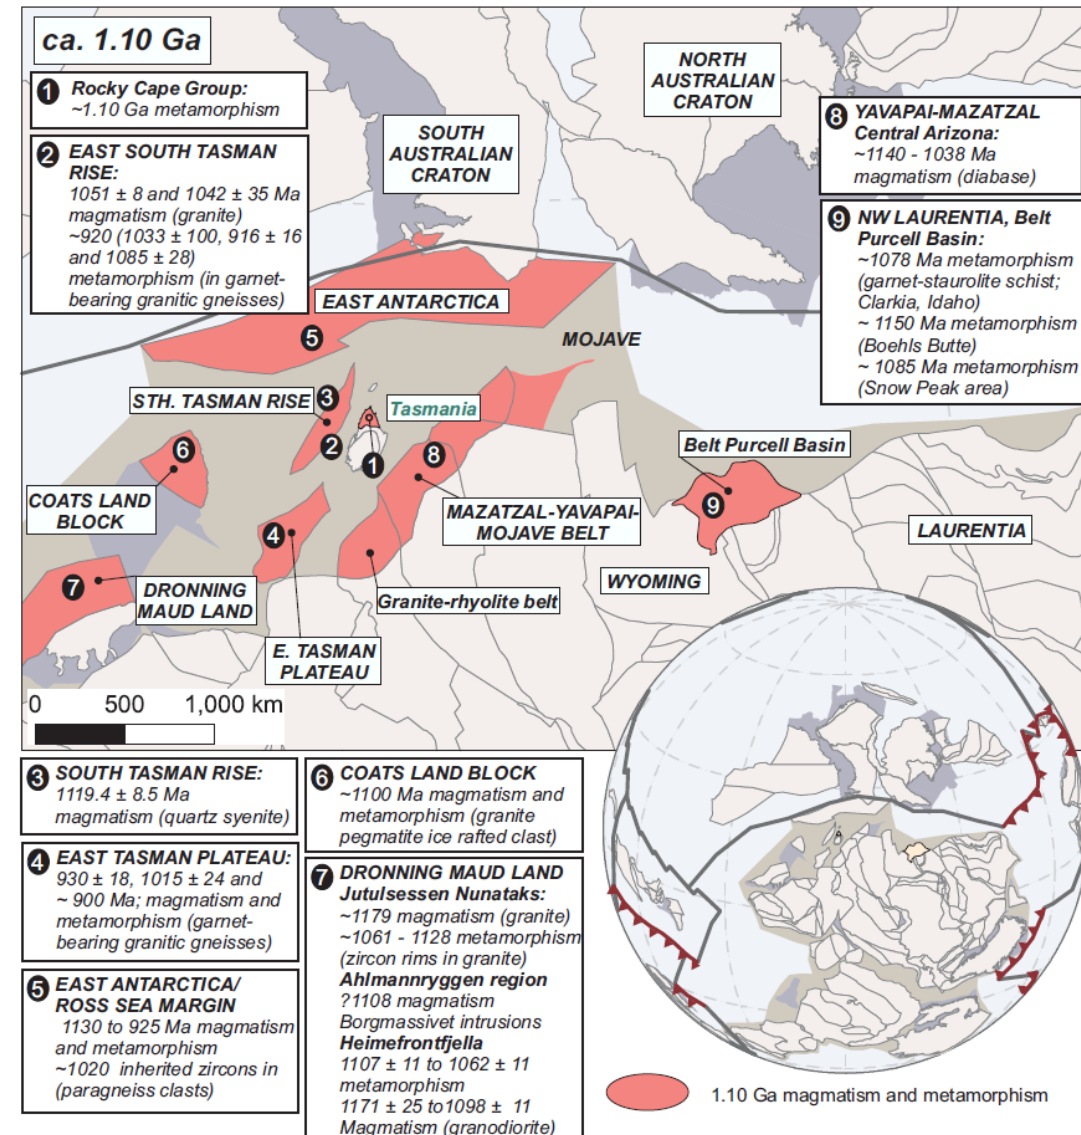 ca. 1.10 Ga
1 Rocky Cape Group:
~1.10 Ga metamorphism
2 EAST SOUTH TASMAN
RISE:
1051 ± 8 and 1042 ± 35 Ma
magmatism (granite)
~920 (1033 ± 100, 916 ± 16
and 1085 ± 28)
metamorphism (in garnet-
bearing granitic gneisses)
SOUTH
AUSTRALIAN
CRATON
NORTH
AUSTRALIAN
CRATON
8 YAVAPAI-MAZATZAL
Central Arizona:
~1140 - 1038 Ma
magmatism (diabase)
9 NW LAURENTIA, Belt
Purcell Basin:
~1078 Ma metamorphism
(garnet-staurolite schist;
Clarkia, Idaho)
~ 1150 Ma metamorphism
(Boehls Butte)
~ 1085 Ma metamorphism
(Snow Peak area)
EAST ANTARCTICA
5
MOJAVE
STH. TASMAN RISE
3
Tasmania
2
1
8
6
COATS LAND
BLOCK
Belt Purcell Basin
9
MAZATZAL-YAVAPAI-
MOJAVE BELT
LAURENTIA
4
7
DRONNING
MAUD LAND
Granite-rhyolite belt
WYOMING
E. TASMAN
PLATEAU
0 500 1,000 km
3 SOUTH TASMAN RISE:
1119.4 ± 8.5 Ma
magmatism (quartz syenite)
4 EAST TASMAN PLATEAU:
930 ± 18, 1015 ± 24 and
~ 900 Ma; magmatism and
metamorphism (garnet-
bearing granitic gneisses)
5 EAST ANTARCTICA/
ROSS SEA MARGIN
1130 to 925 Ma magmatism
and metamorphism
~1020 inherited zircons in
(paragneiss clasts)
6 COATS LAND BLOCK
~1100 Ma magmatism and
metamorphism (granite
pegmatite ice rafted clast)
7 DRONNING MAUD LAND
Jutulsessen Nunataks:
~1179 magmatism (granite)
~1061 - 1128 metamorphism
(zircon rims in granite)
Ahlmannryggen region
?1108 magmatism
Borgmassivet intrusions
Heimefrontfjella
1107 ± 11 to 1062 ± 11
metamorphism
1171 ± 25 to1098 ± 11
Magmatism (granodiorite)
1.10 Ga magmatism and metamorphism